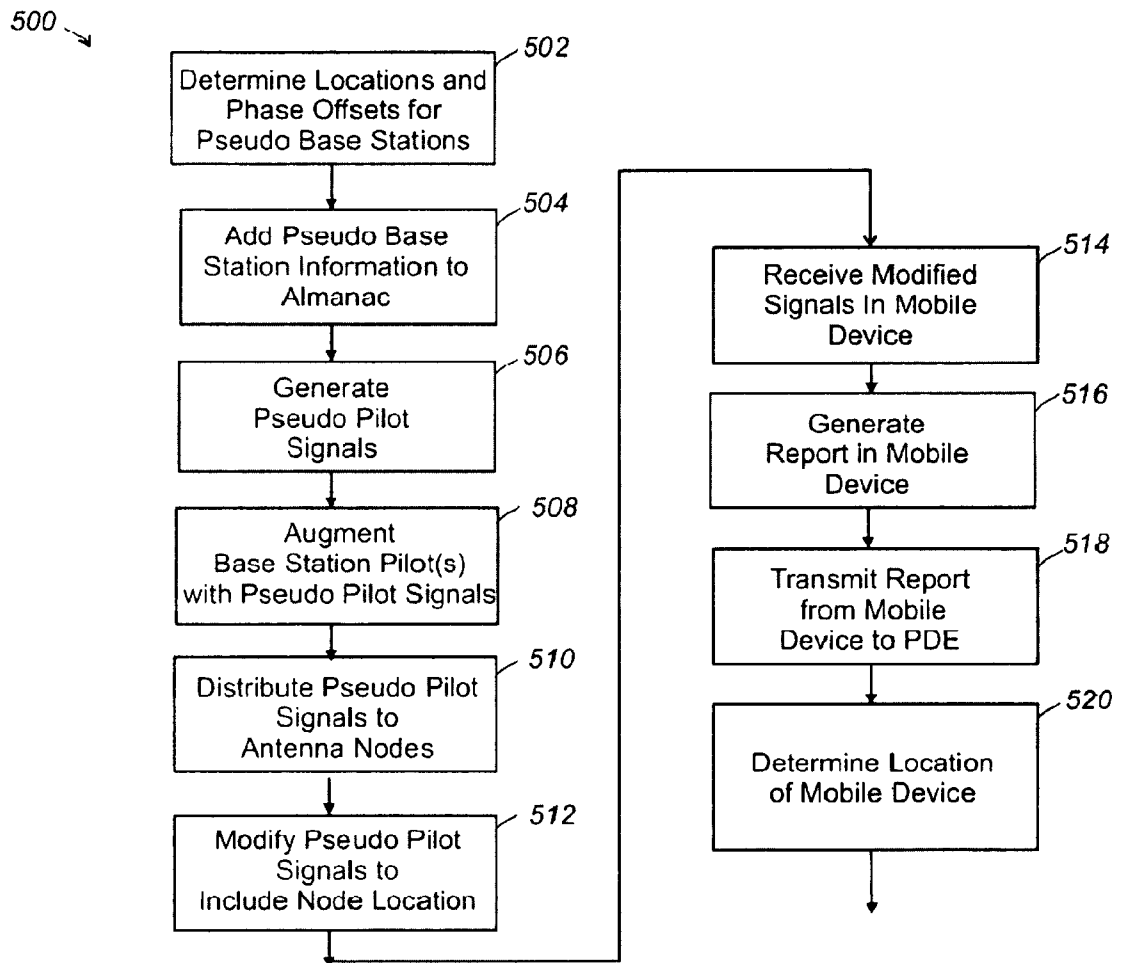 500
502
Determine Locations and
Phase Offsets for
Pseudo Base Stations
504
Add Pseudo Base
Station Information to
Almanac
506
Generate
Pseudo Pilot
Signals
508
Augment
Base Station Pilot(s)
with Pseudo Pilot Signals
510
Distribute Pseudo Pilot
Signals to
Antenna Nodes
512
Modify Pseudo Pilot
Signals to
Include Node Location
514
Receive Modified
Signals In Mobile
Device
516
Generate
Report in Mobile
Device
518
Transmit Report
from Mobile
Device to PDE
520
Determine Location
of Mobile Device